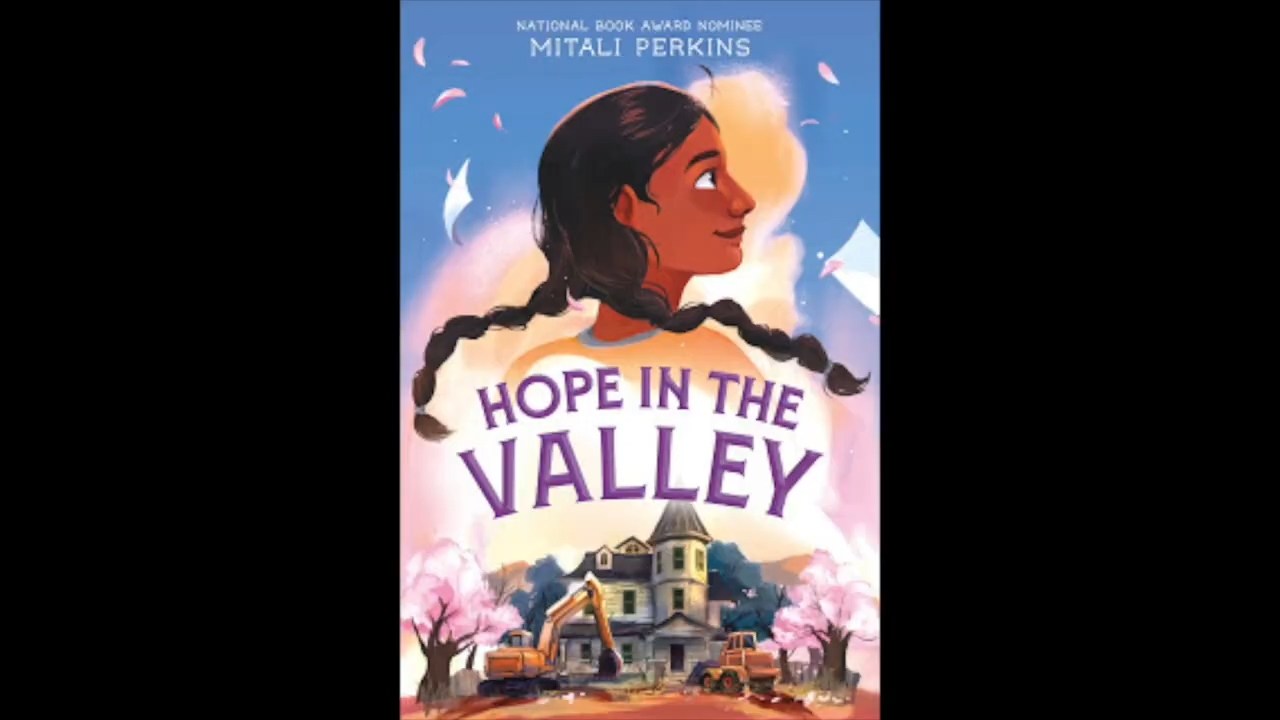 NATIONAL BOOK AWARD NOMINEE
MITALI PERKINS
HOPE IN THE
VALLEY